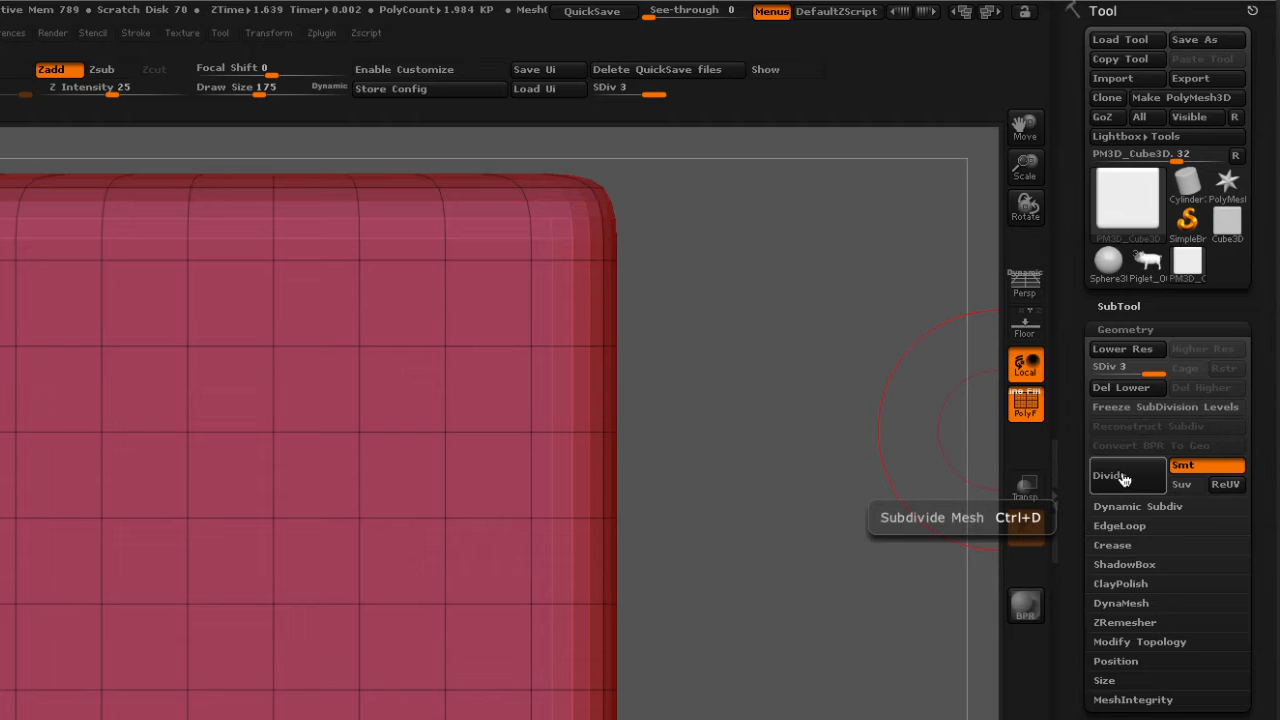 tive Mem 789 ● Scratch Disk 70 ● ZTime▸1.639 Timer▸0.002 ● PolyCount▸1.984 KP ● Mesh QuickSave See-through 0 Menus DefaultZScript
rences Render Stencil Stroke Texture Tool Transform Zplugin Zscript
Zadd Zsub Zcut Focal Shift 0 Enable Customize Save Ui Delete QuickSave files Show
Z Intensity 25 Draw Size 175 Dynamic Store Config Load Ui SDiv 3
Move
Scale
Rotate
Dynamic
Persp
Floor
Local
Line Fill
PolyF
Transp
BPR
Subdivide Mesh Ctrl+D
Tool
Load Tool Save As
Copy Tool Paste Tool
Import Export
Clone Make PolyMesh3D
GoZ All Visible R
Lightbox▸Tools
PM3D_Cube3D. 32 R
Cylinder PolyMesl
PM3D_Cube3D SimpleBr Cube3D
Sphere3I Piglet_O PM3D_C
SubTool
Geometry
Lower Res Higher Res
SDiv 3 Cage Rstr
Del Lower Del Higher
Freeze SubDivision Levels
Reconstruct Subdiv
Convert BPR To Geo
Divide Smt
Suv ReUV
Dynamic Subdiv
EdgeLoop
Crease
ShadowBox
ClayPolish
DynaMesh
ZRemesher
Modify Topology
Position
Size
MeshIntegrity